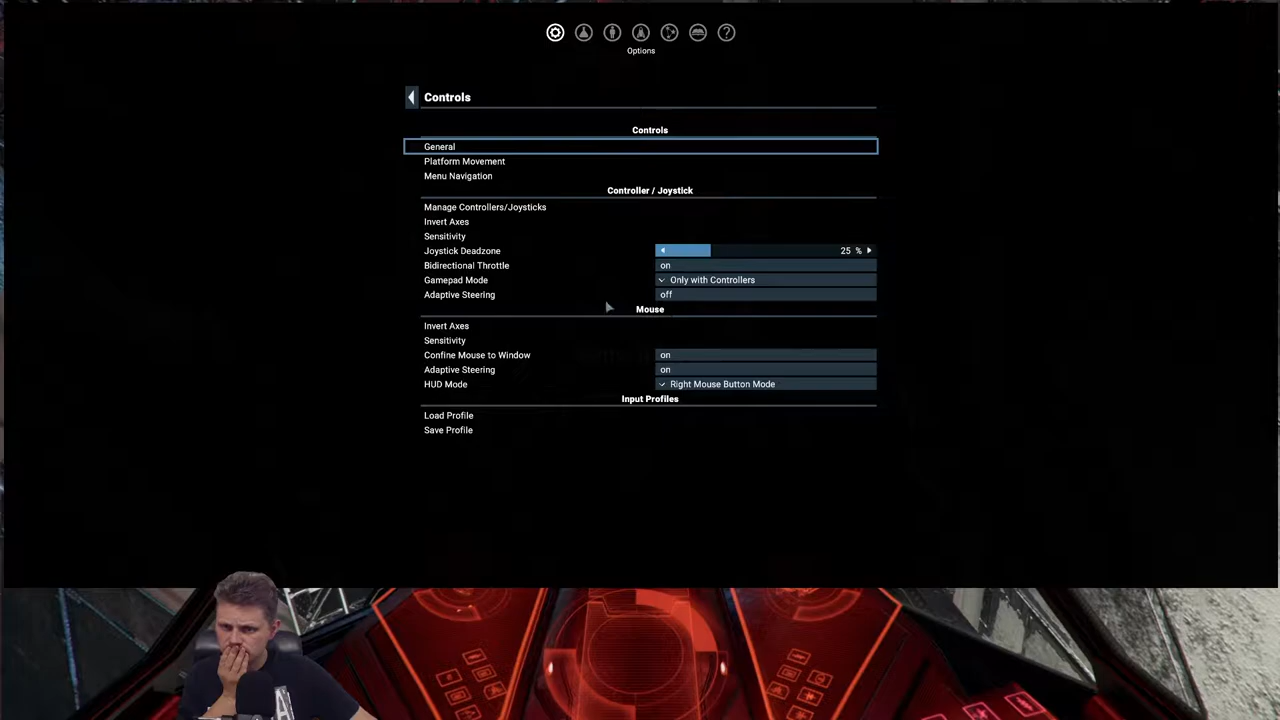 Options
Controls
Controls
General
Platform Movement
Menu Navigation
Controller / Joystick
Manage Controllers/Joysticks
Invert Axes
Sensitivity
Joystick Deadzone 25 %
Bidirectional Throttle on
Gamepad Mode Only with Controllers
Adaptive Steering off
Mouse
Invert Axes
Sensitivity
Confine Mouse to Window on
Adaptive Steering on
HUD Mode Right Mouse Button Mode
Input Profiles
Load Profile
Save Profile